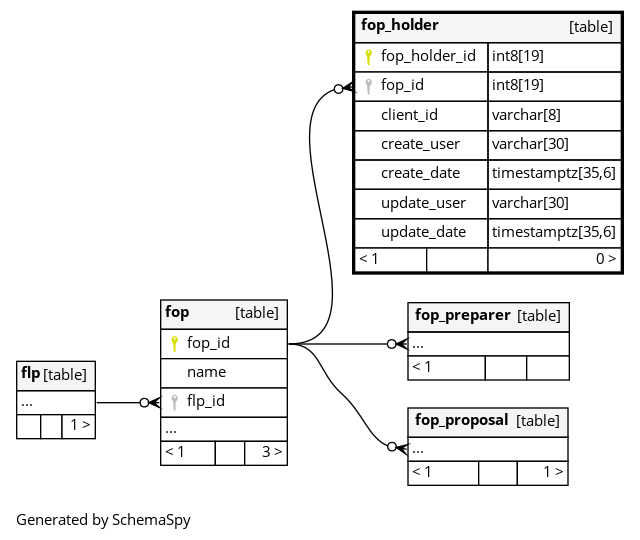 fop_holder [table]
fop_holder_id int8[19]
fop_id int8[19]
client_id varchar[8]
create_user varchar[30]
create_date timestamptz[35,6]
update_user varchar[30]
update_date timestamptz[35,6]
< 1 0 >
fop [table]
fop_id
name
flp_id
...
< 1 3 >
fop_preparer [table]
...
< 1
flp [table]
...
1 >
fop_proposal [table]
...
< 1 1 >
Generated by SchemaSpy